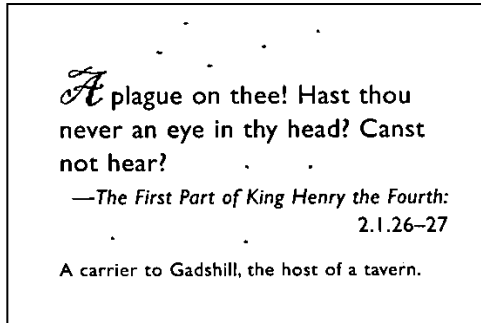 A plague on thee! Hast thou
never an eye in thy head? Canst
not hear?
—The First Part of King Henry the Fourth:
2.1.26–27
A carrier to Gadshill, the host of a tavern.